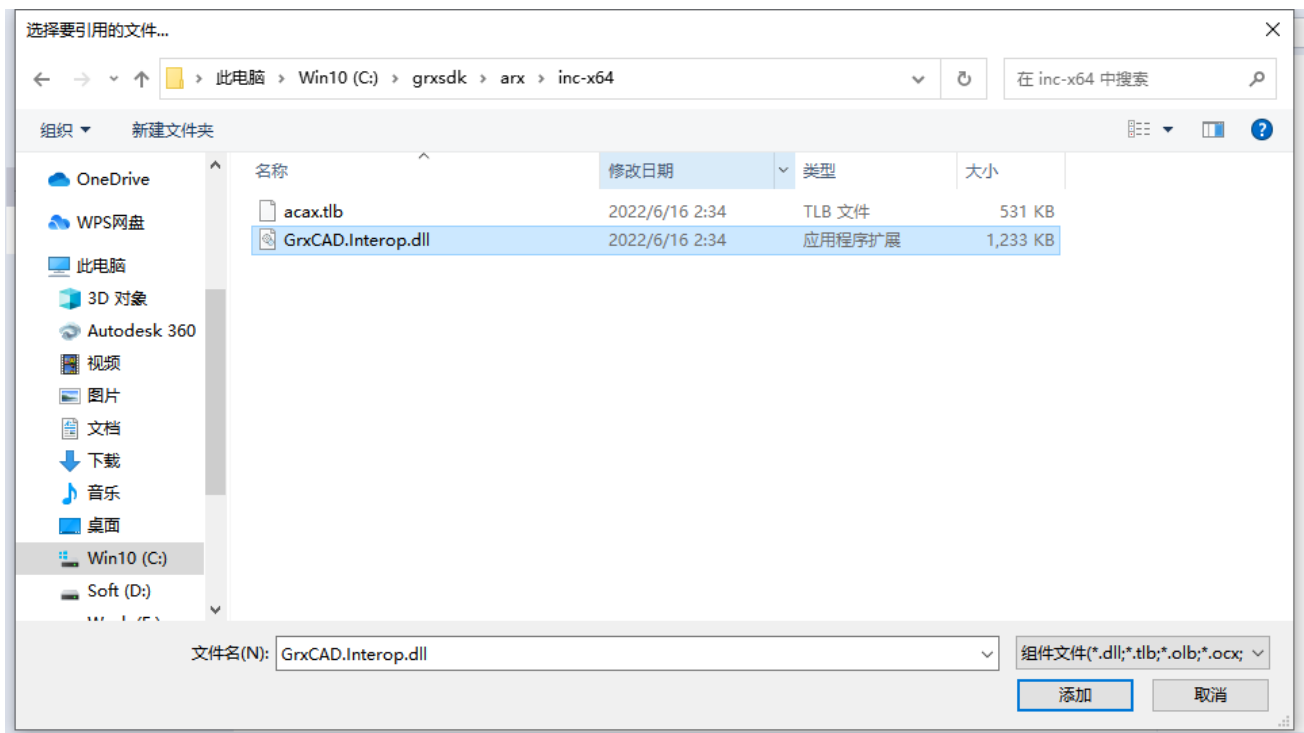 选择要引用的文件...
此电脑 › Win10 (C:) › grxsdk › arx › inc-x64
在 inc-x64 中搜索
组织 新建文件夹
名称 修改日期 类型 大小
acax.tlb 2022/6/16 2:34 TLB 文件 531 KB
GrxCAD.Interop.dll 2022/6/16 2:34 应用程序扩展 1,233 KB
OneDrive
WPS网盘
此电脑
3D 对象
Autodesk 360
视频
图片
文档
下载
音乐
桌面
Win10 (C:)
Soft (D:)
文件名(N): GrxCAD.Interop.dll
组件文件(*.dll;*.tlb;*.olb;*.ocx;
添加 取消